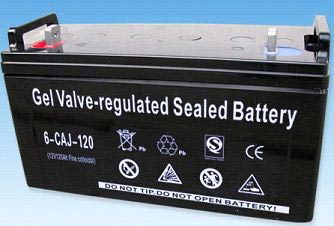 Gel Valve-regulated Sealed Battery
6-CAJ-120
(12V120Ah Fine colloidal)
Pb
Pb
DO NOT TIP,DO NOT OPEN BATTERY